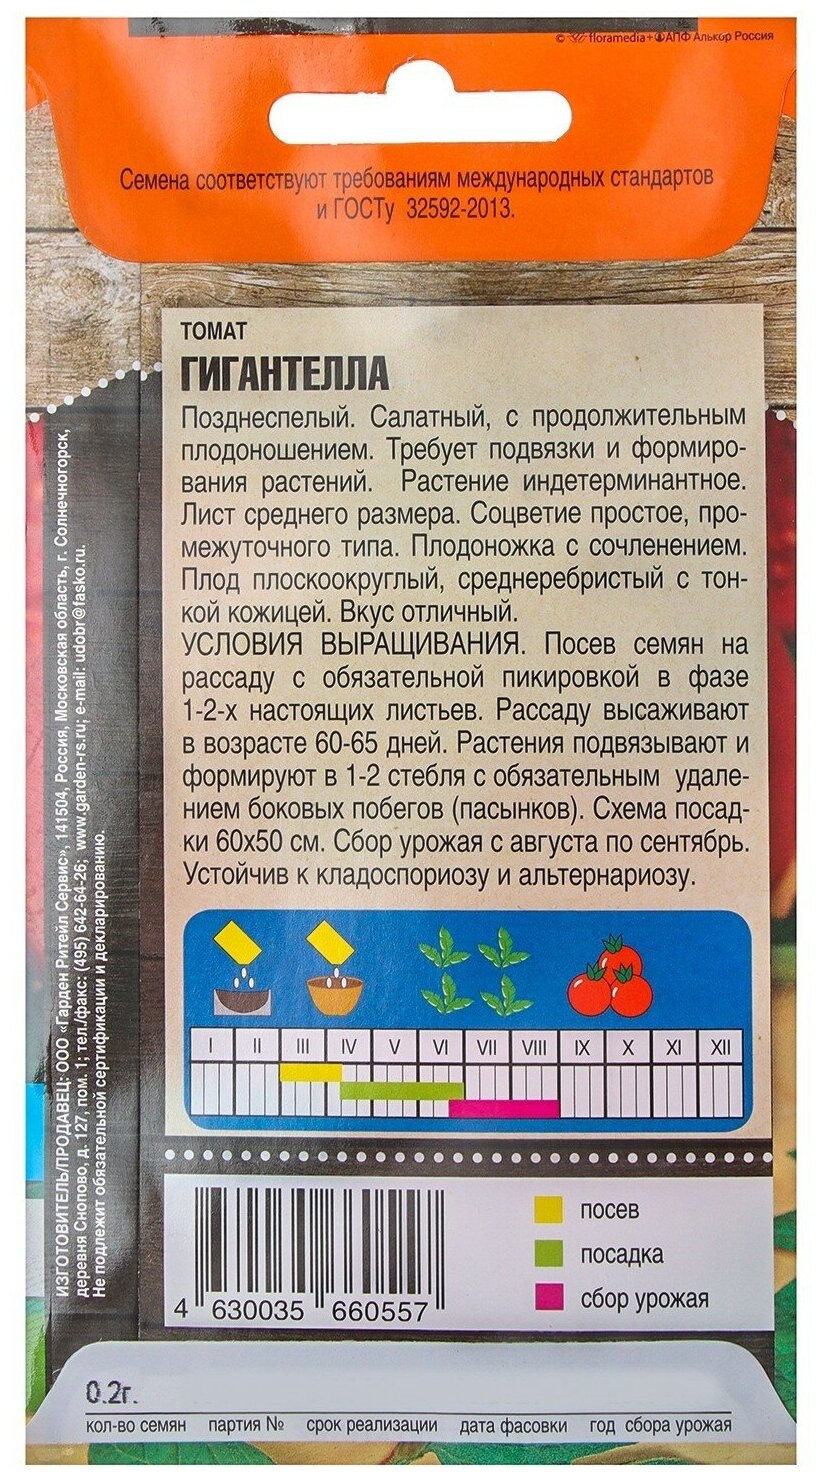 © floramedia+АПФ Алькор Россия
Семена соответствуют требованиям международных стандартов
и ГОСТу 32592-2013.
ТОМАТ
ГИГАНТЕЛЛА
Позднеспелый. Салатный, с продолжительным
плодоношением. Требует подвязки и формиро-
вания растений. Растение индетерминантное.
Лист среднего размера. Соцветие простое, про-
межуточного типа. Плодоножка с сочленением.
Плод плоскоокруглый, среднеребристый с тон-
кой кожицей. Вкус отличный.
УСЛОВИЯ ВЫРАЩИВАНИЯ. Посев семян на
рассаду с обязательной пикировкой в фазе
1-2-х настоящих листьев. Рассаду высаживают
в возрасте 60-65 дней. Растения подвязывают и
формируют в 1-2 стебля с обязательным удале-
нием боковых побегов (пасынков). Схема посад-
ки 60х50 см. Сбор урожая с августа по сентябрь.
Устойчив к кладоспориозу и альтернариозу.
I II III IV V VI VII VIII IX X XI XII
посев
посадка
сбор урожая
4 630035 660557
ИЗГОТОВИТЕЛЬ/ПРОДАВЕЦ: ООО «Гарден Ритейл Сервис», 141504, Россия, Московская область, г. Солнечногорск,
деревня Снопово, д. 127, пом. 1; тел./факс: (495) 642-64-26; www.garden-rs.ru; e-mail: udobr@fasko.ru.
Не подлежит обязательной сертификации и декларированию.
0.2г.
кол-во семян партия № срок реализации дата фасовки год сбора урожая